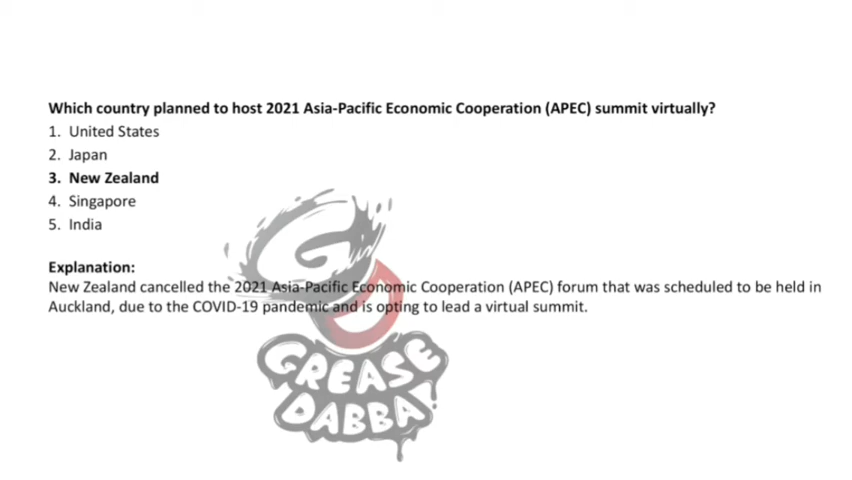 Which country planned to host 2021 Asia-Pacific Economic Cooperation (APEC) summit virtually?
1. United States
2. Japan
3. New Zealand
4. Singapore
5. India
Explanation:
New Zealand cancelled the 2021 Asia-Pacific Economic Cooperation (APEC) forum that was scheduled to be held in
Auckland, due to the COVID-19 pandemic and is opting to lead a virtual summit.
GD
GREASE
DABBA